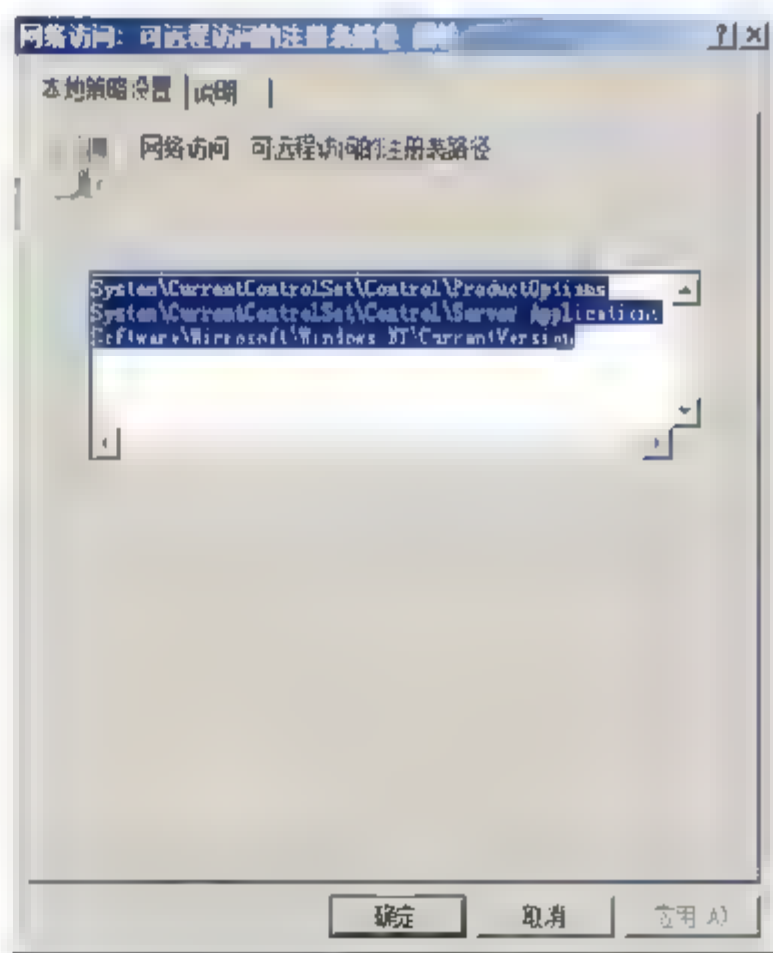 网络访问: 可远程访问的注册表路径 属性
本地策略设置 说明
网络访问 可远程访问的注册表路径
System\CurrentControlSet\Control\ProductOptions
System\CurrentControlSet\Control\Server Applications
Software\Microsoft\Windows NT\CurrentVersion
确定 取消 应用 A)